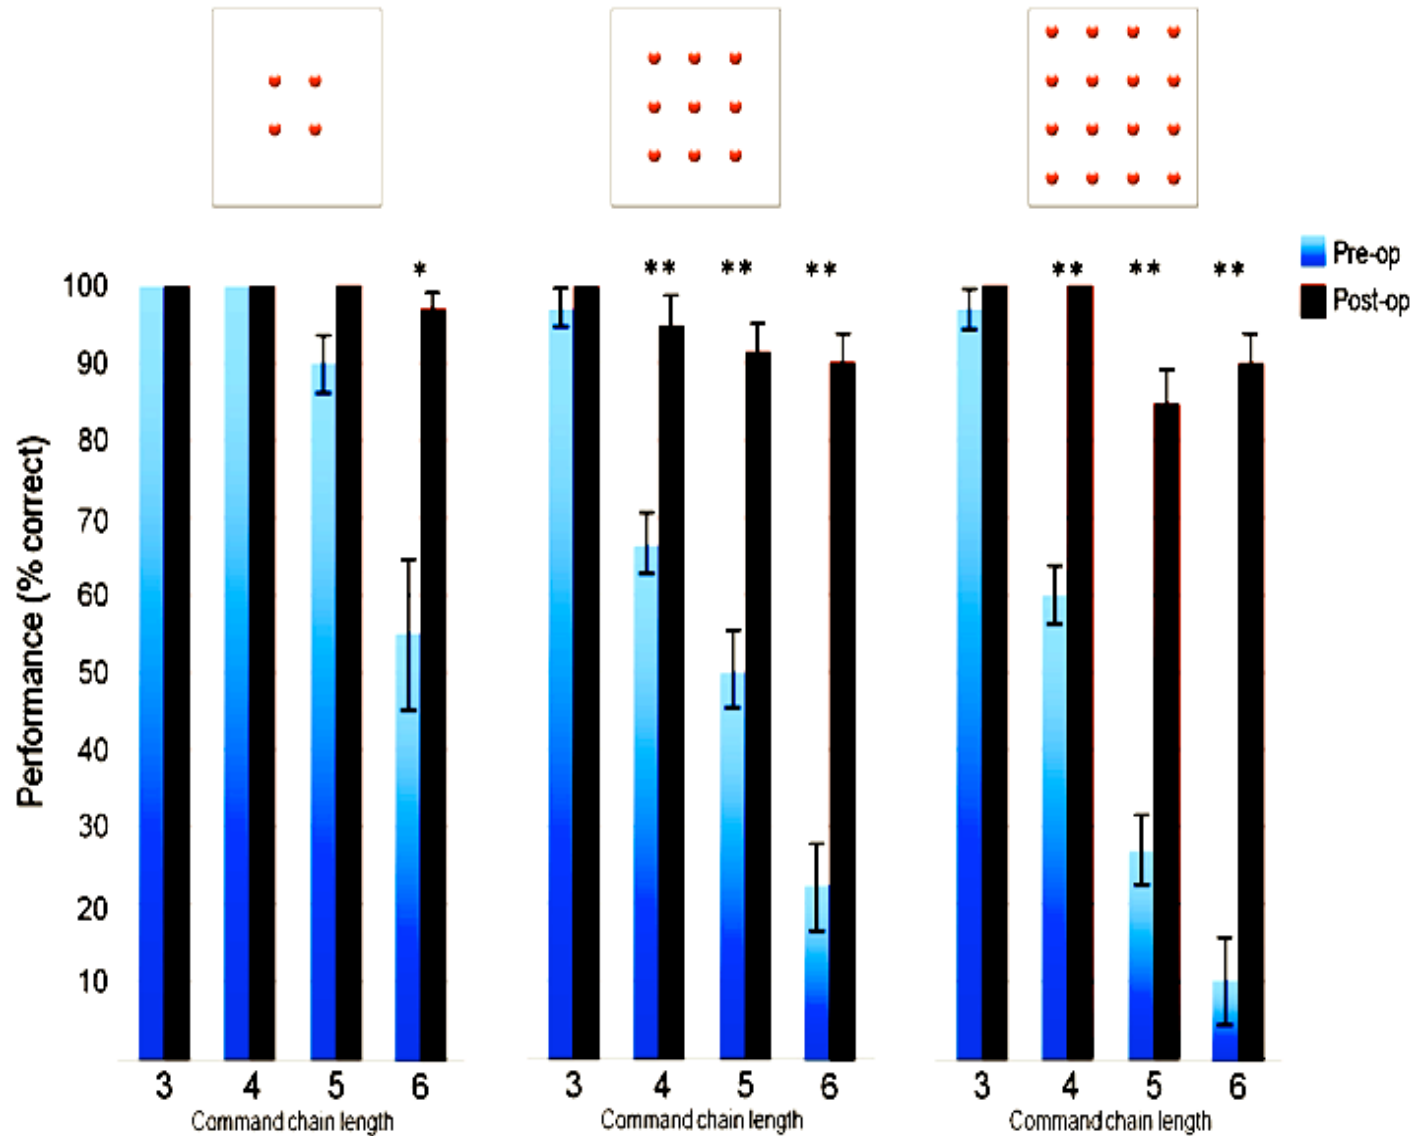 Pre-op
Post-op
* ** ** ** ** ** **
Performance (% correct)
100
90
80
70
60
50
40
30
20
10
3 4 5 6 3 4 5 6 3 4 5 6
Command chain length Command chain length Command chain length